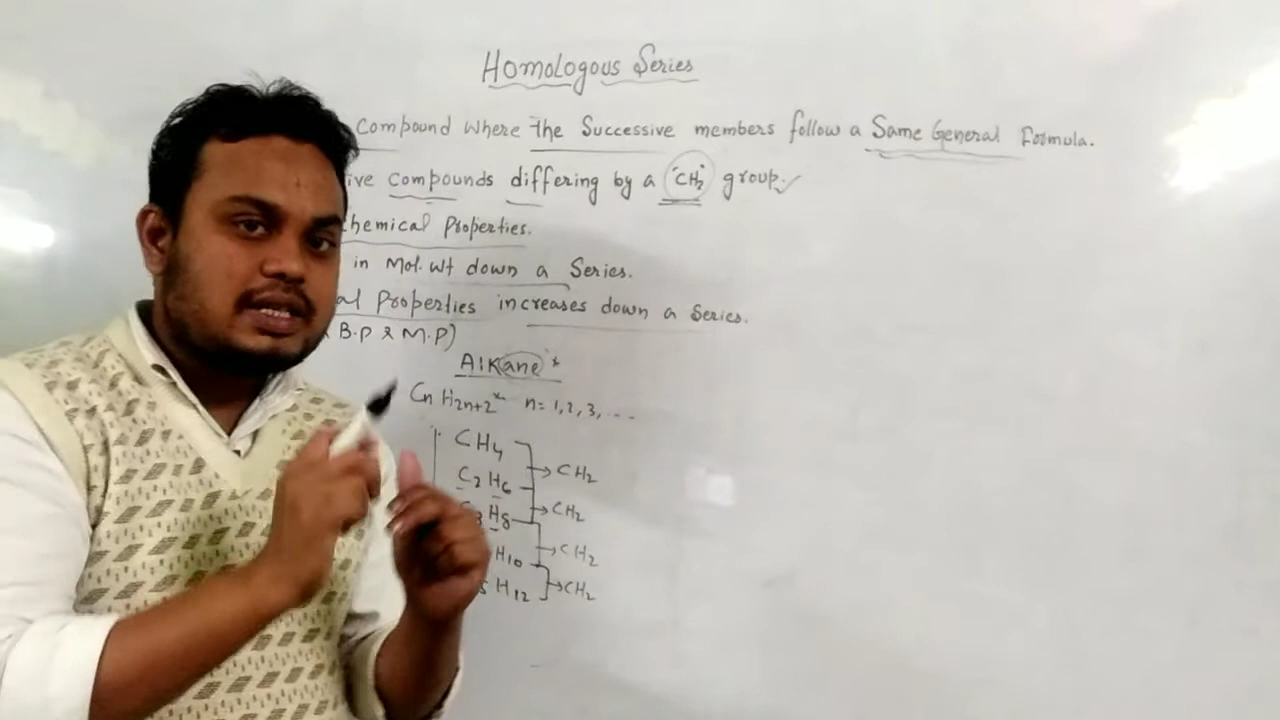 Homologous Series
Compound where the Successive members follow a Same General Formula.
ive compounds differing by a "CH₂" group.
hemical Properties.
in Mol. wt down a Series.
al Properties increases down a Series.
B.P & M.P)
Alkane *
CnH2n+2 n= 1, 2, 3, ...
CH₄
→ CH₂
C₂H₆
→ CH₂
₃H₈
→ CH₂
H₁₀
→ CH₂
₅H₁₂